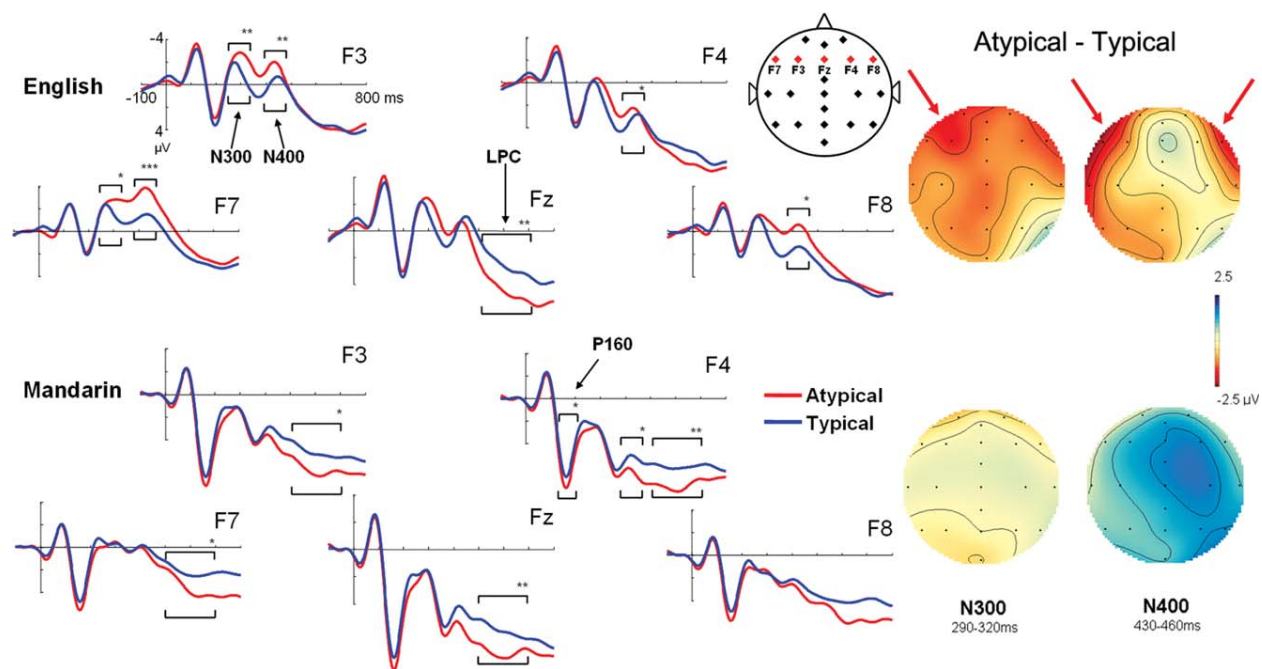 English
-4
-100
4
µV
800 ms
**
**
F3
N300
N400
*
F4
F7
F3
Fz
F4
F8
Atypical - Typical
*
***
F7
LPC
**
Fz
*
F8
2.5
-2.5 µV
Mandarin
*
F3
P160
*
*
**
F4
Atypical
Typical
*
F7
**
Fz
F8
N300
290-320ms
N400
430-460ms